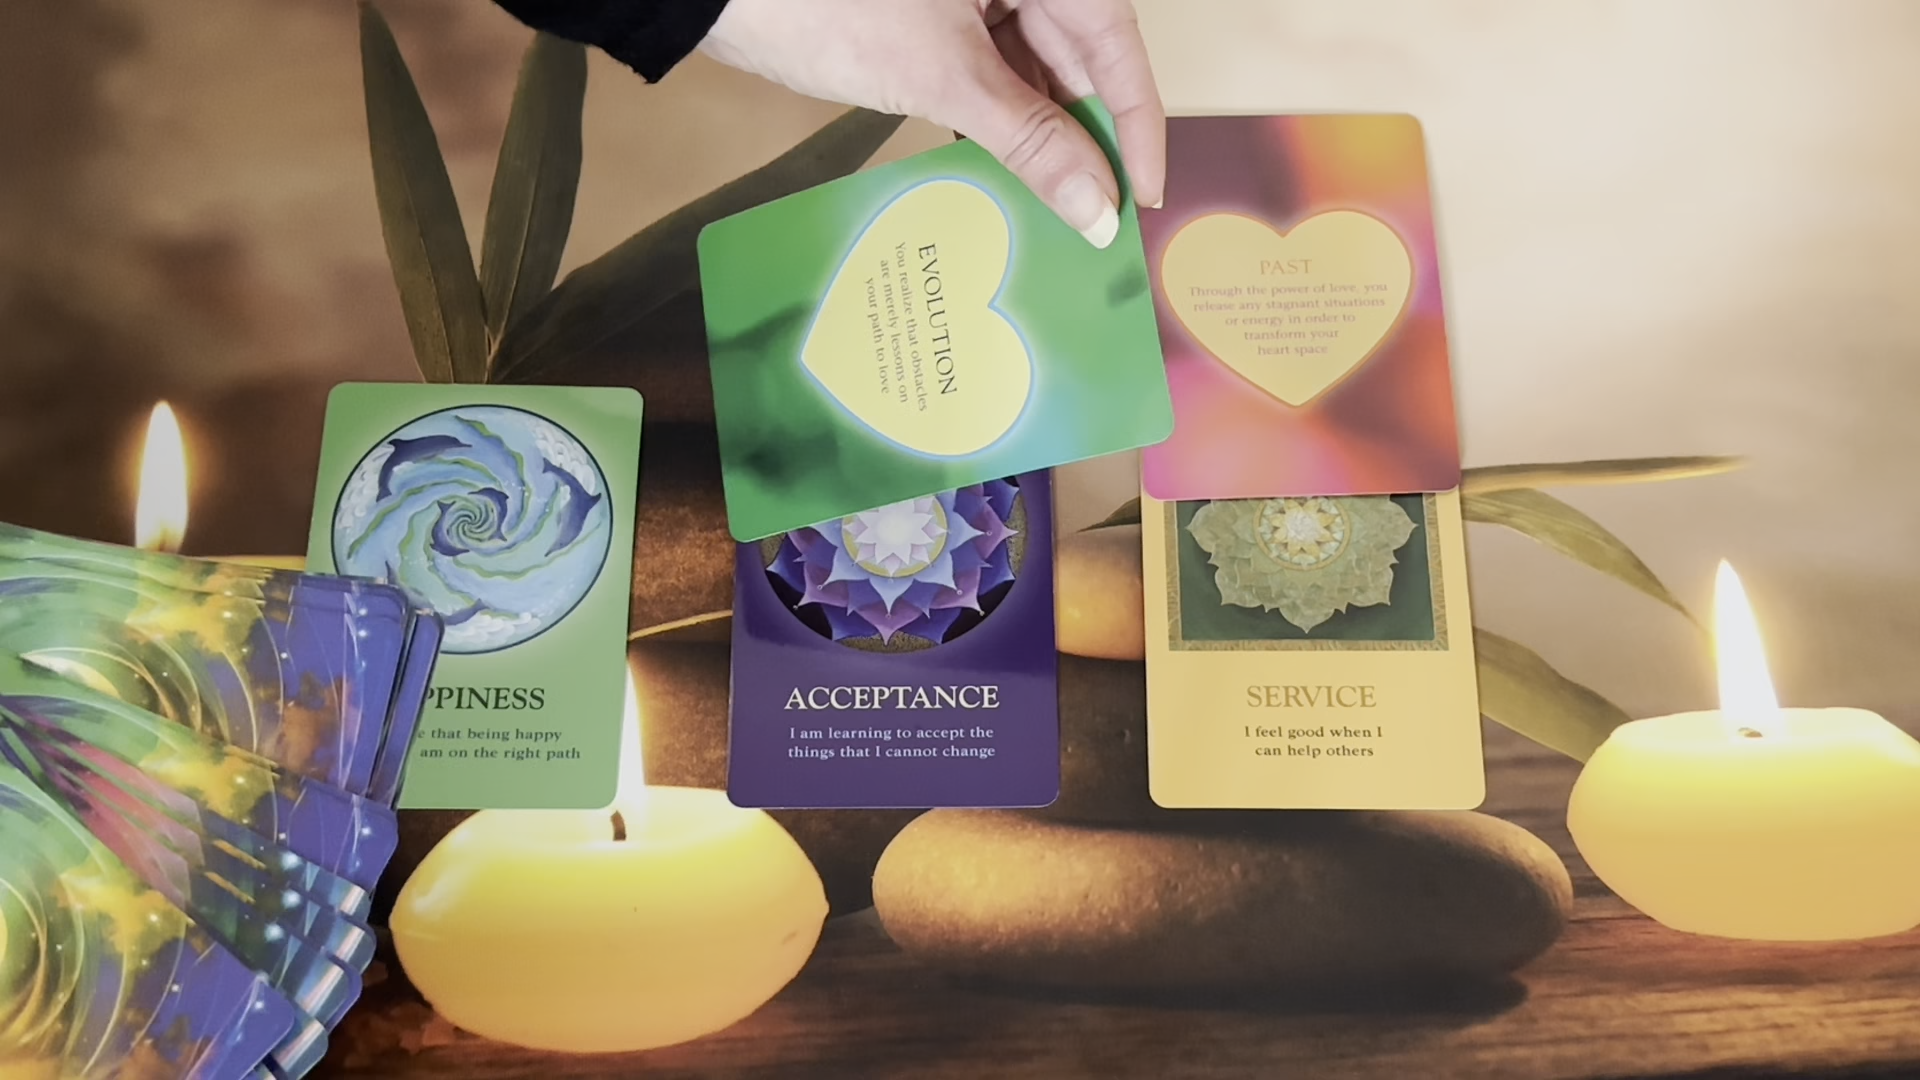 EVOLUTION
You realize that obstacles
are merely lessons on
your path to love
PAST
Through the power of love, you
release any stagnant situations
or energy in order to
transform your
heart space
PPINESS
e that being happy
am on the right path
ACCEPTANCE
I am learning to accept the
things that I cannot change
SERVICE
I feel good when I
can help others